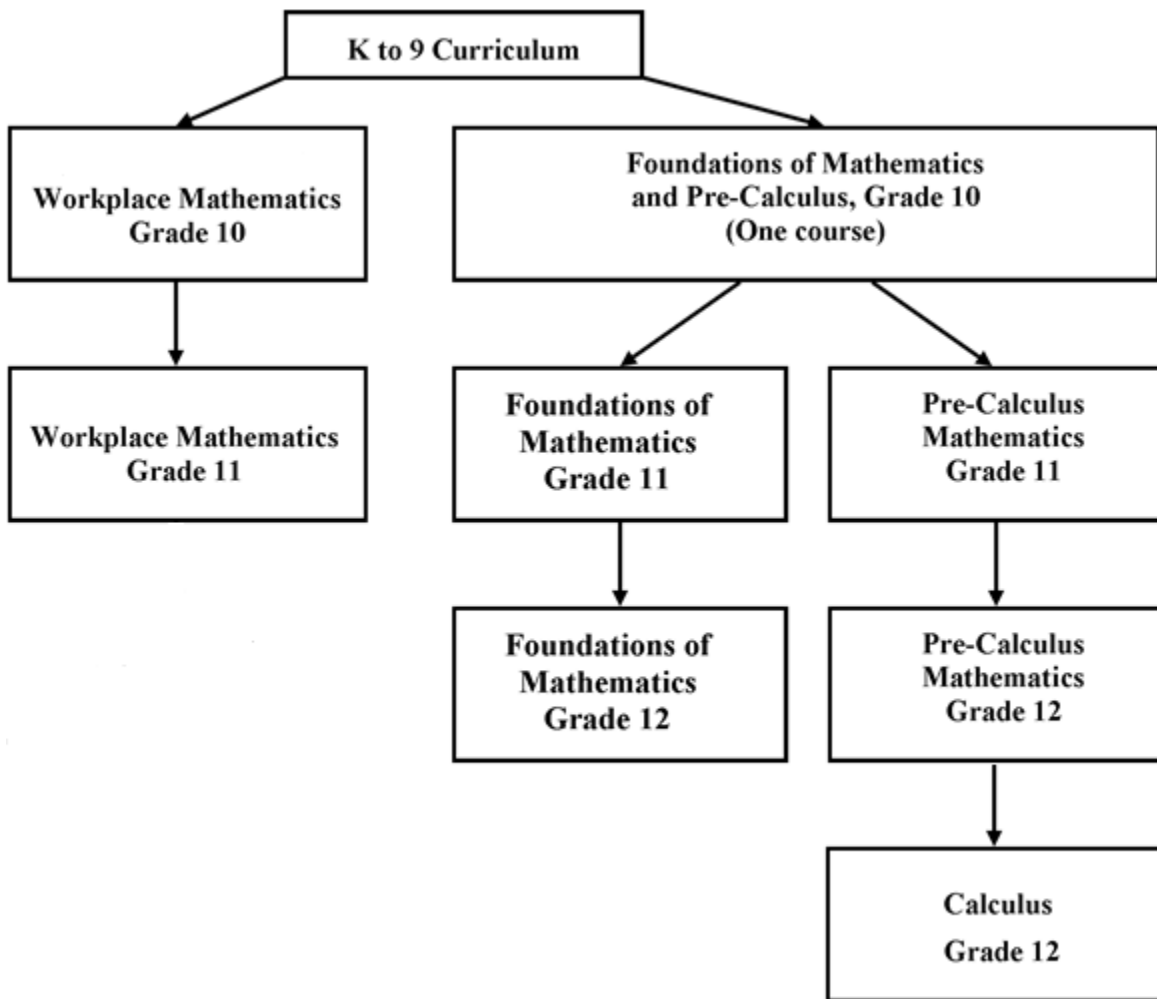 K to 9 Curriculum
Workplace Mathematics
Grade 10
Foundations of Mathematics
and Pre-Calculus, Grade 10
(One course)
Workplace Mathematics
Grade 11
Foundations of
Mathematics
Grade 11
Pre-Calculus
Mathematics
Grade 11
Foundations of
Mathematics
Grade 12
Pre-Calculus
Mathematics
Grade 12
Calculus
Grade 12